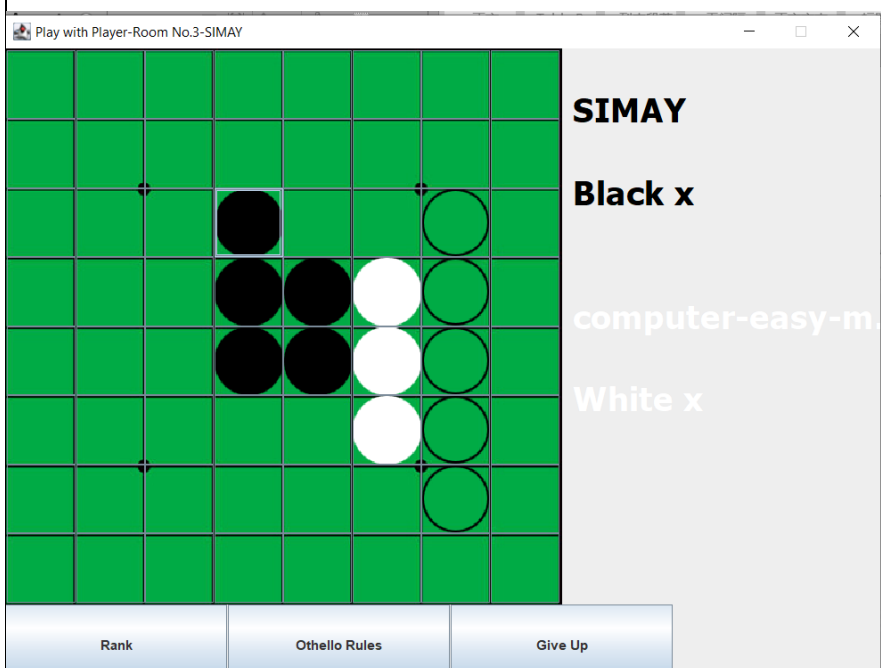 Play with Player-Room No.3-SIMAY
SIMAY
Black x
computer-easy-m.
White x
Rank
Othello Rules
Give Up